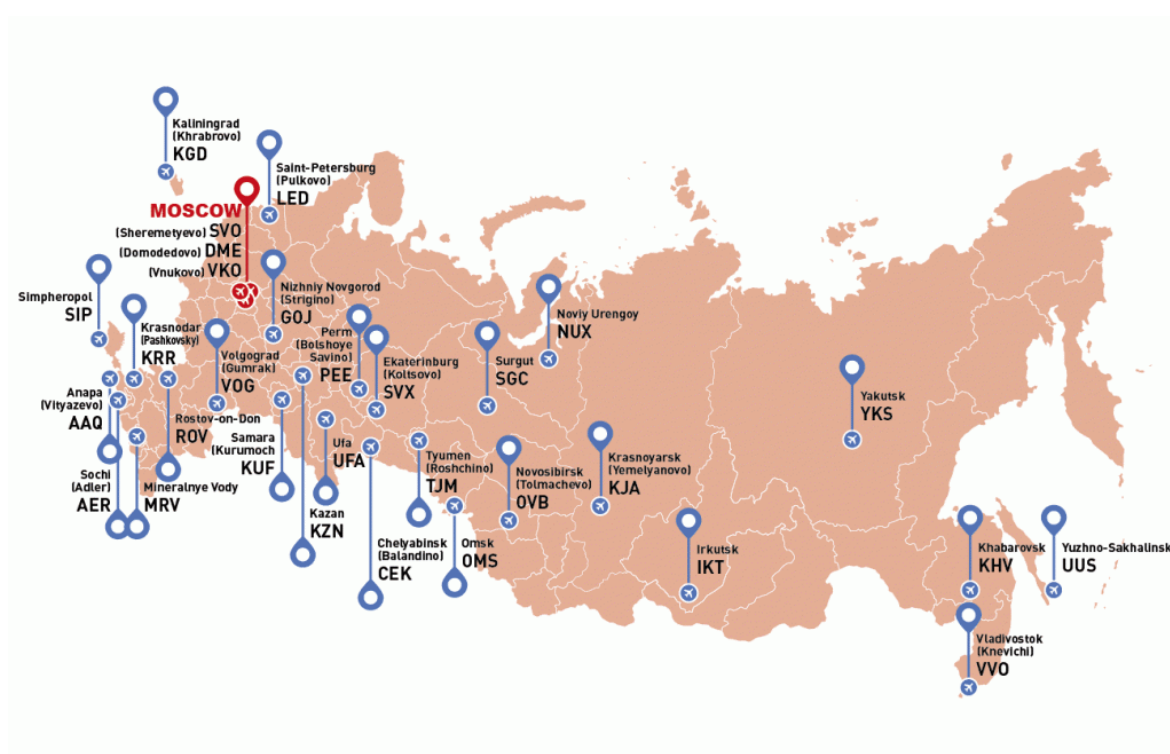 Kaliningrad
(Khrabrovo)
KGD
Saint-Petersburg
(Pulkovo)
LED
MOSCOW
(Sheremetyevo) SVO
(Domodedovo) DME
(Vnukovo) VKO
Simpheropol
SIP
Krasnodar
(Pashkovsky)
KRR
Nizhniy Novgorod
(Strigino)
GOJ
Volgograd
(Gumrak)
VOG
Perm
(Bolshoye
Savino)
PEE
Ekaterinburg
(Koltsovo)
SVX
Surgut
SGC
Noviy Urengoy
NUX
Yakutsk
YKS
Anapa
(Vityazevo)
AAQ
Rostov-on-Don
ROV
Samara
(Kurumoch
KUF
Ufa
UFA
Tyumen
(Roshchino)
TJM
Novosibirsk
(Tolmachevo)
OVB
Krasnoyarsk
(Yemelyanovo)
KJA
Sochi
(Adler)
AER
Mineralnye Vody
MRV
Kazan
KZN
Chelyabinsk
(Balandino)
CEK
Omsk
OMS
Irkutsk
IKT
Khabarovsk
KHV
Yuzhno-Sakhalinsk
UUS
Vladivostok
(Knevichi)
VVO